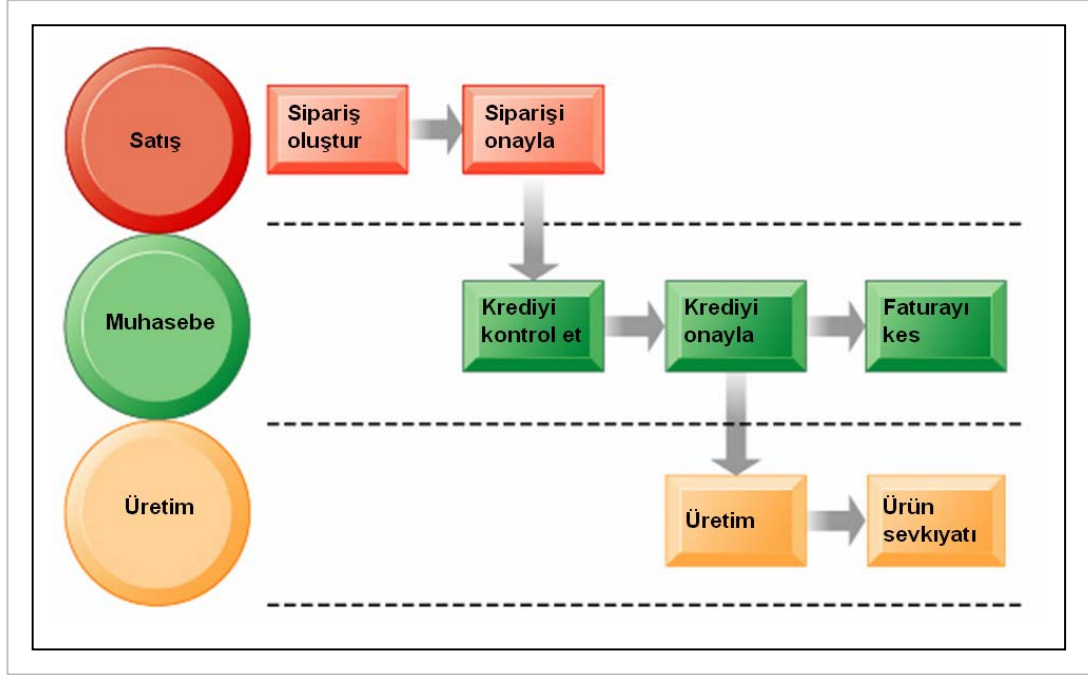 Satış
Sipariş
oluştur
Siparişi
onayla
Muhasebe
Krediyi
kontrol et
Krediyi
onayla
Faturayı
kes
Üretim
Üretim
Ürün
sevkıyatı